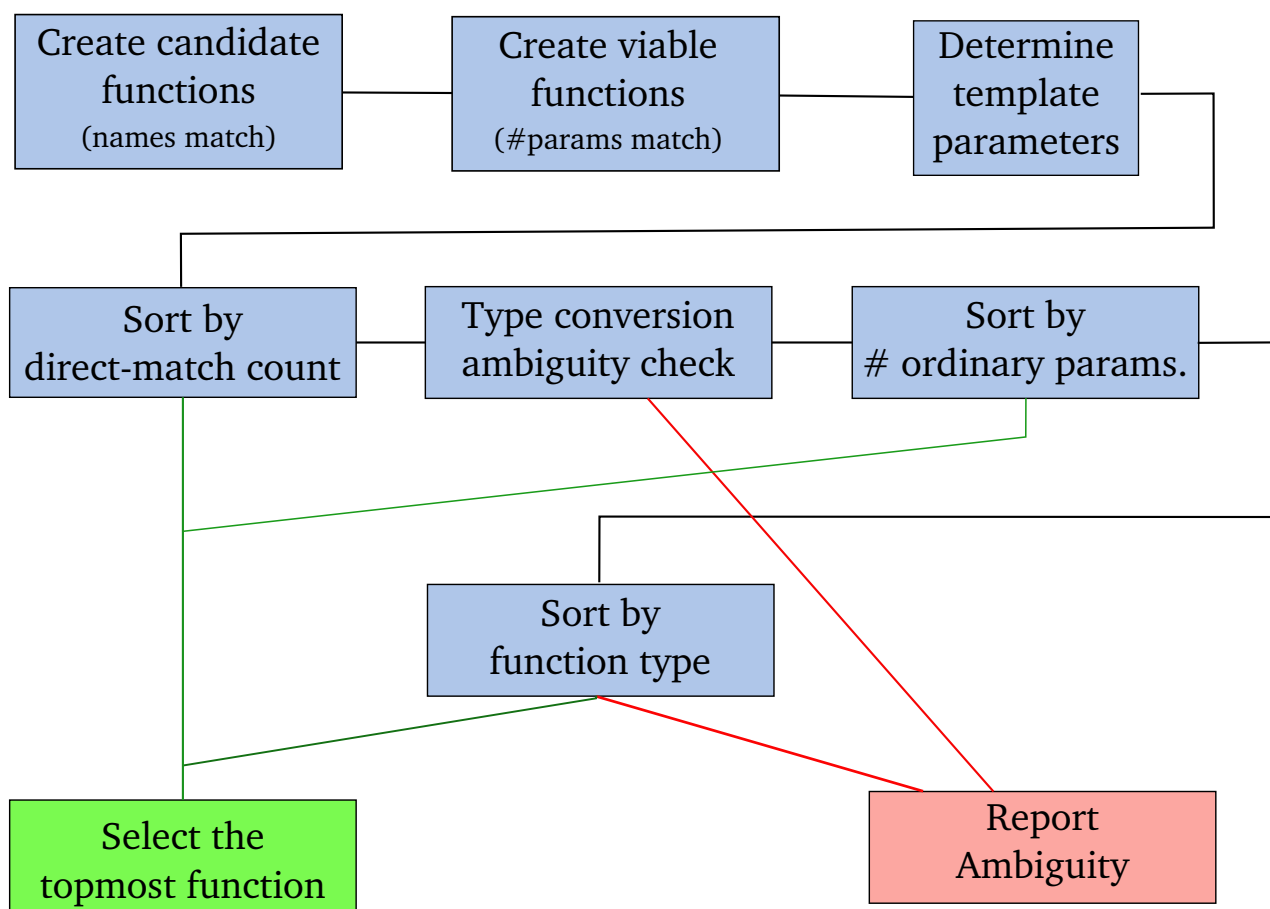 Create candidate
functions
(names match)
Create viable
functions
(#params match)
Determine
template
parameters
Sort by
direct-match count
Type conversion
ambiguity check
Sort by
# ordinary params.
Sort by
function type
Select the
topmost function
Report
Ambiguity